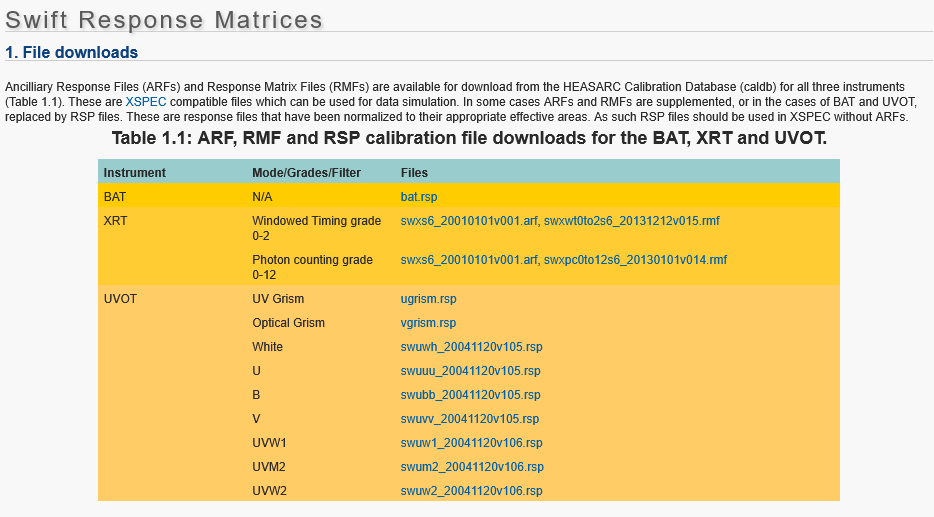 Swift Response Matrices
1. File downloads
Ancilliary Response Files (ARFs) and Response Matrix Files (RMFs) are available for download from the HEASARC Calibration Database (caldb) for all three instruments
(Table 1.1). These are XSPEC compatible files which can be used for data simulation. In some cases ARFs and RMFs are supplemented, or in the cases of BAT and UVOT,
replaced by RSP files. These are response files that have been normalized to their appropriate effective areas. As such RSP files should be used in XSPEC without ARFs.
Table 1.1: ARF, RMF and RSP calibration file downloads for the BAT, XRT and UVOT.
Instrument Mode/Grades/Filter Files
BAT N/A bat.rsp
XRT Windowed Timing grade swxs6_20010101v001.arf, swxwt0to2s6_20131212v015.rmf
0-2
Photon counting grade swxs6_20010101v001.arf, swxpc0to12s6_20130101v014.rmf
0-12
UVOT UV Grism ugrism.rsp
Optical Grism vgrism.rsp
White swuwh_20041120v105.rsp
U swuuu_20041120v105.rsp
B swubb_20041120v105.rsp
V swuvv_20041120v105.rsp
UVW1 swuw1_20041120v106.rsp
UVM2 swum2_20041120v106.rsp
UVW2 swuw2_20041120v106.rsp